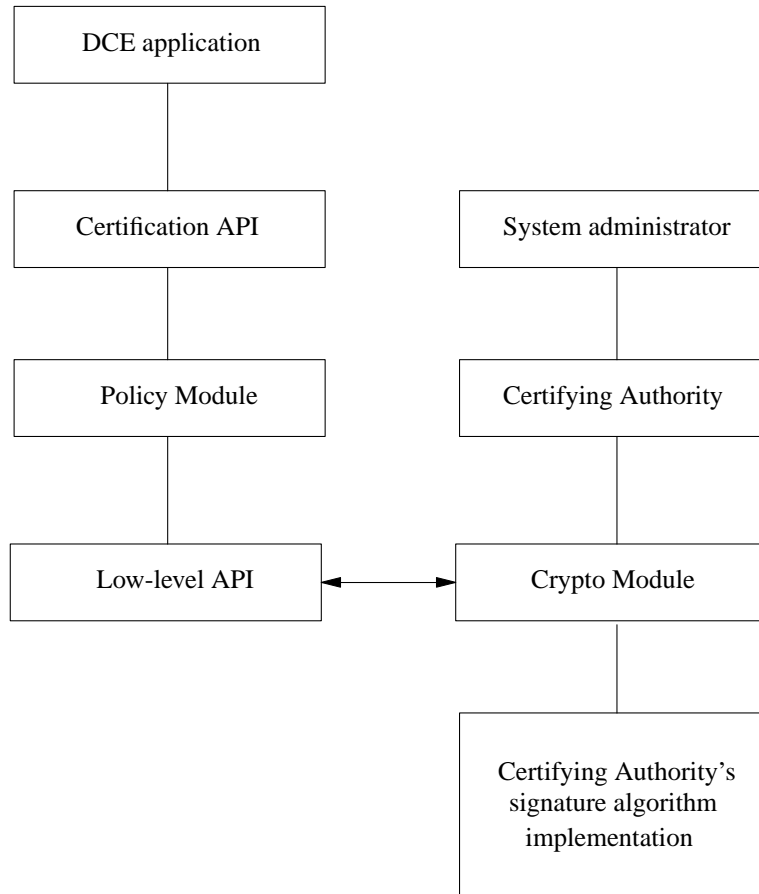 DCE application
Certification API
System administrator
Policy Module
Certifying Authority
Low-level API
Crypto Module
Certifying Authority’s
signature algorithm
implementation